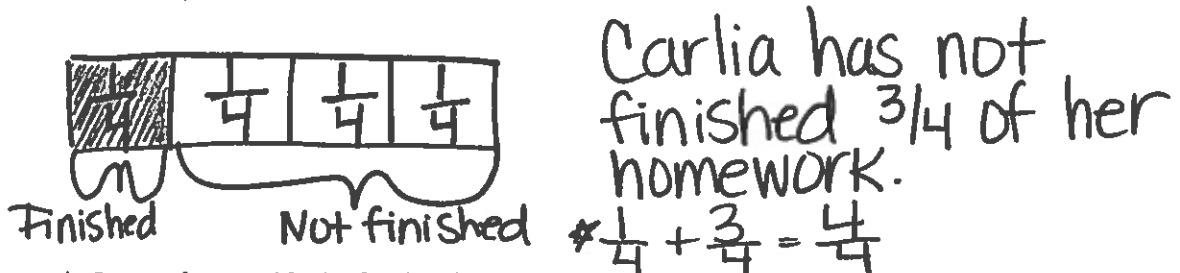 1/4 1/4 1/4 1/4
Finished Not finished
Carlia has not
finished 3/4 of her
homework.
*1/4 + 3/4 = 4/4